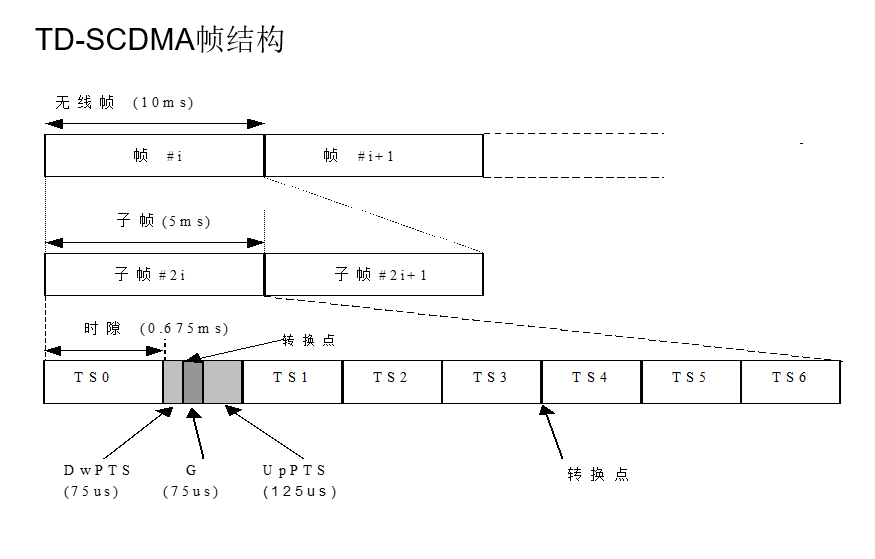 TD-SCDMA帧结构
无线帧 (10ms)
帧 #i
帧 #i+1
子帧(5ms)
子帧#2i
子帧#2i+1
时隙 (0.675ms)
转换点
TS0
TS1
TS2
TS3
TS4
TS5
TS6
DwPTS
(75us)
G
(75us)
UpPTS
(125us)
转换点